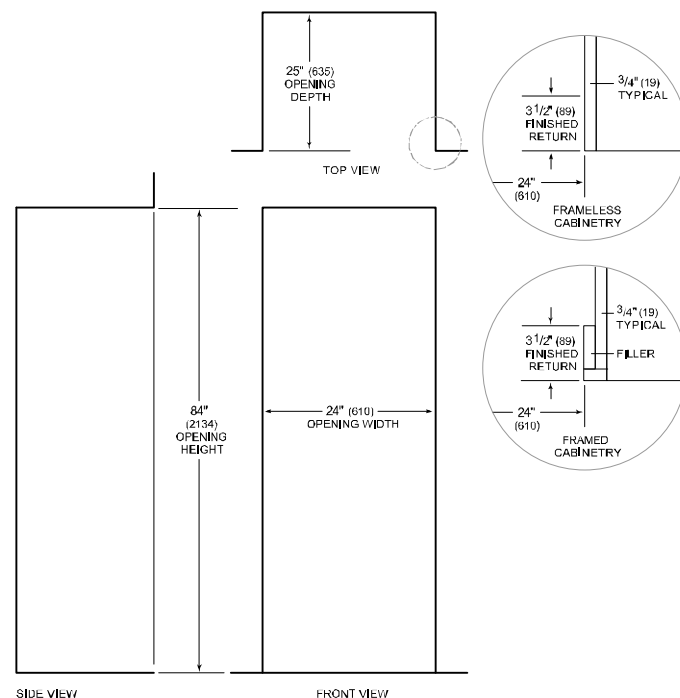 25" (635)
OPENING
DEPTH
TOP VIEW
3/4" (19)
TYPICAL
3 1/2" (89)
FINISHED
RETURN
24"
(610)
FRAMELESS
CABINETRY
3/4" (19)
TYPICAL
3 1/2" (89)
FINISHED
RETURN
FILLER
24"
(610)
FRAMED
CABINETRY
84"
(2134)
OPENING
HEIGHT
24" (610)
OPENING WIDTH
SIDE VIEW
FRONT VIEW